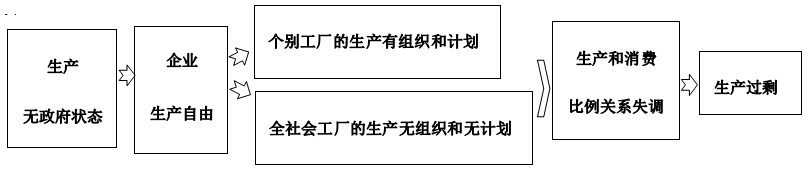 生产
无政府状态
企业
生产自由
个别工厂的生产有组织和计划
全社会工厂的生产无组织和无计划
生产和消费
比例关系失调
生产过剩